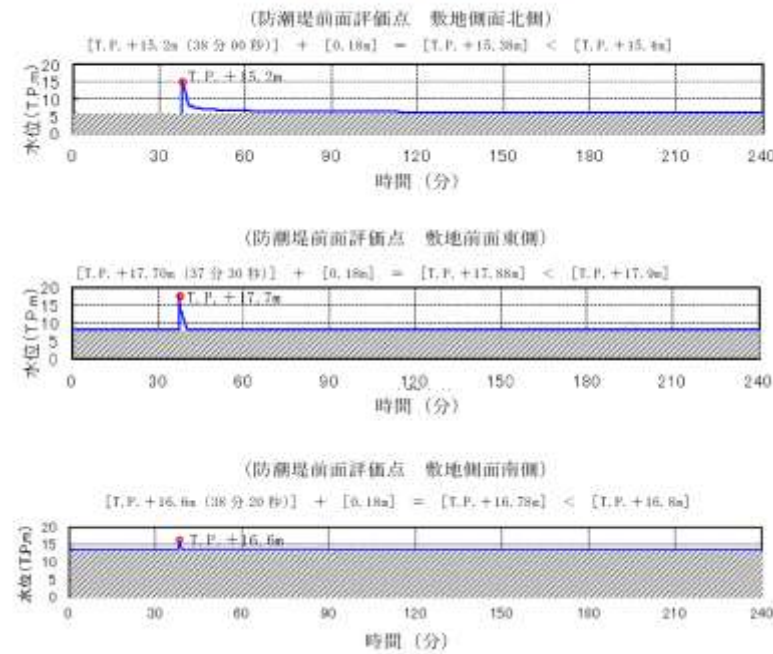 (防潮堤前面評価点 敷地側面北側)
[T.P.+15.2m (38分00秒)] + [0.18m] = [T.P.+15.38m] < [T.P.+15.4m]
T.P.+15.2m
水位(T.P.m)
20
15
10
5
0
0 30 60 90 120 150 180 210 240
時間 (分)
(防潮堤前面評価点 敷地前面東側)
[T.P.+17.70m (37分30秒)] + [0.18m] = [T.P.+17.88m] < [T.P.+17.9m]
T.P.+17.7m
水位(T.P.m)
20
15
10
5
0
0 30 60 90 120 150 180 210 240
時間 (分)
(防潮堤前面評価点 敷地側面南側)
[T.P.+16.6m (38分20秒)] + [0.18m] = [T.P.+16.78m] < [T.P.+16.8m]
T.P.+16.6m
水位(T.P.m)
20
15
10
5
0
0 30 60 90 120 150 180 210 240
時間 (分)